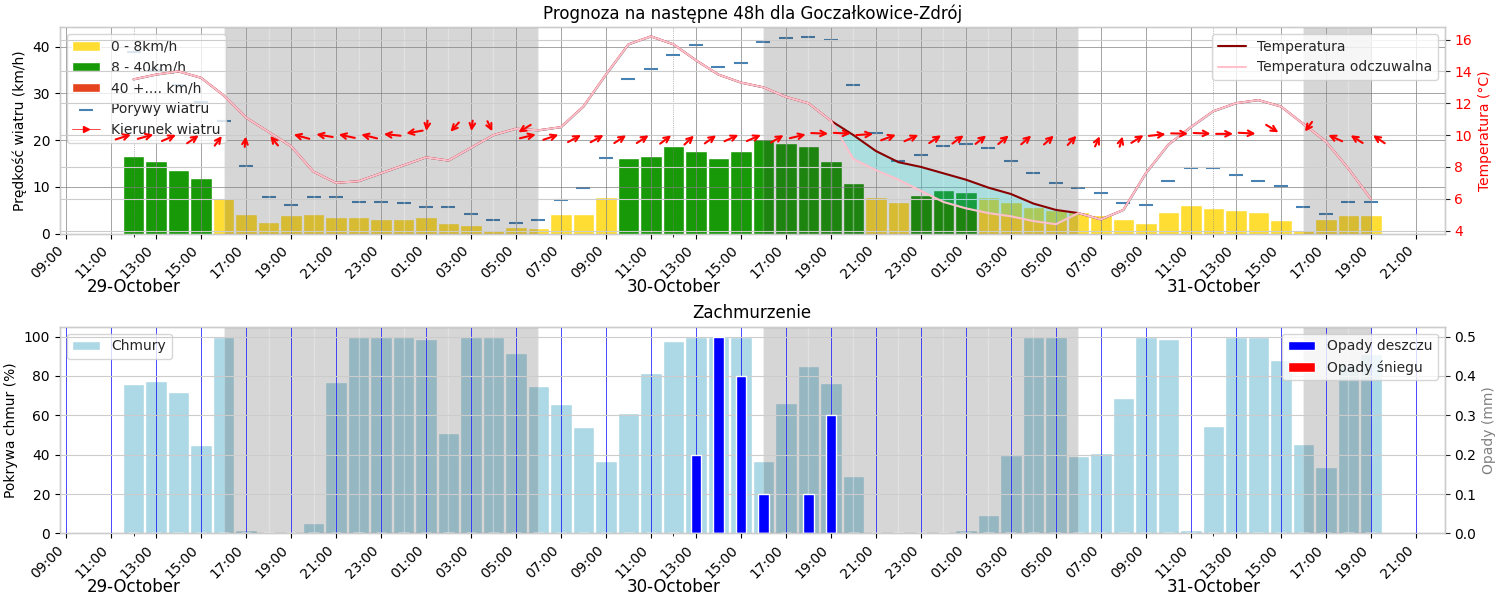 Prognoza na następne 48h dla Goczałkowice-Zdrój
Prędkość wiatru (km/h)
40
30
20
10
0
0 - 8km/h
8 - 40km/h
40 +.... km/h
Porywy wiatru
Kierunek wiatru
Temperatura
Temperatura odczuwalna
16
14
12
10
8
6
4
Temperatura (°C)
09:00 11:00 13:00 15:00 17:00 19:00 21:00 23:00 01:00 03:00 05:00 07:00 09:00 11:00 13:00 15:00 17:00 19:00 21:00 23:00 01:00 03:00 05:00 07:00 09:00 11:00 13:00 15:00 17:00 19:00 21:00
29-October 30-October 31-October
Zachmurzenie
Pokrywa chmur (%)
100
80
60
40
20
0
Chmury
Opady deszczu
Opady śniegu
0.5
0.4
0.3
0.2
0.1
0.0
Opady (mm)
09:00 11:00 13:00 15:00 17:00 19:00 21:00 23:00 01:00 03:00 05:00 07:00 09:00 11:00 13:00 15:00 17:00 19:00 21:00 23:00 01:00 03:00 05:00 07:00 09:00 11:00 13:00 15:00 17:00 19:00 21:00
29-October 30-October 31-October